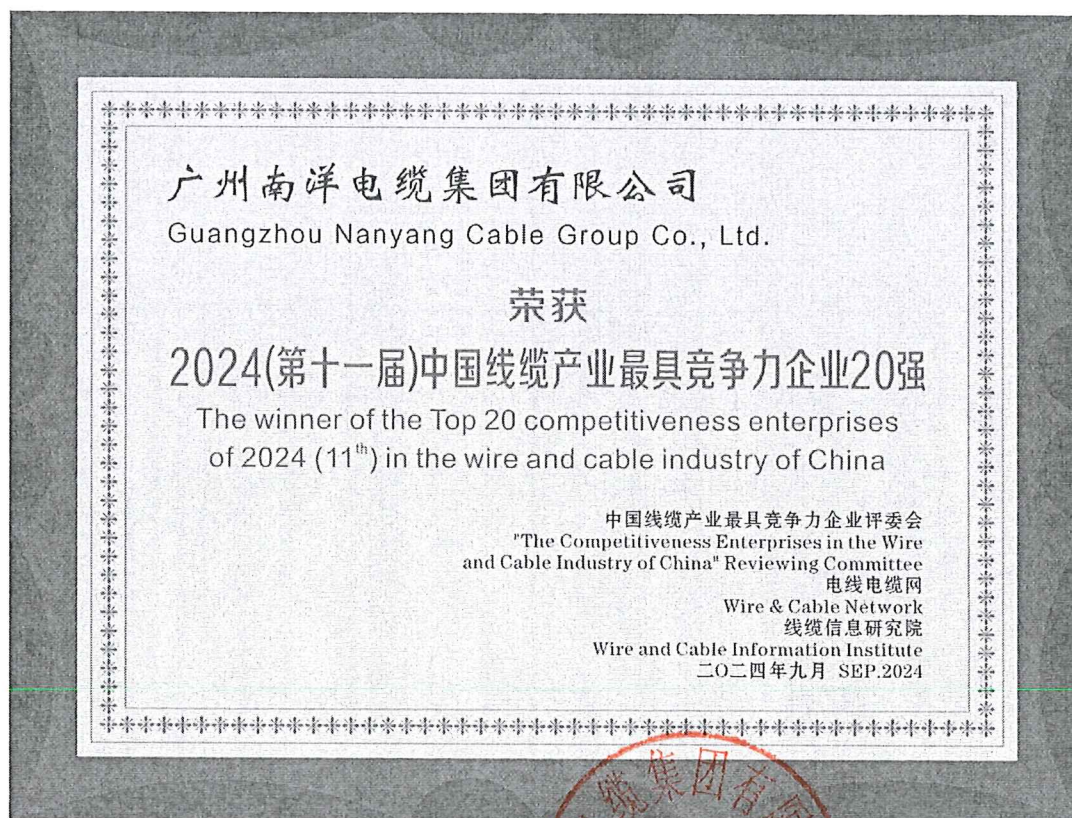 广州南洋电缆集团有限公司
Guangzhou Nanyang Cable Group Co., Ltd.
荣获
2024(第十一届)中国线缆产业最具竞争力企业20强
The winner of the Top 20 competitiveness enterprises
of 2024 (11th) in the wire and cable industry of China
中国线缆产业最具竞争力企业评委会
"The Competitiveness Enterprises in the Wire
and Cable Industry of China" Reviewing Committee
电线电缆网
Wire & Cable Network
线缆信息研究院
Wire and Cable Information Institute
二〇二四年九月 SEP.2024
缆集团有限